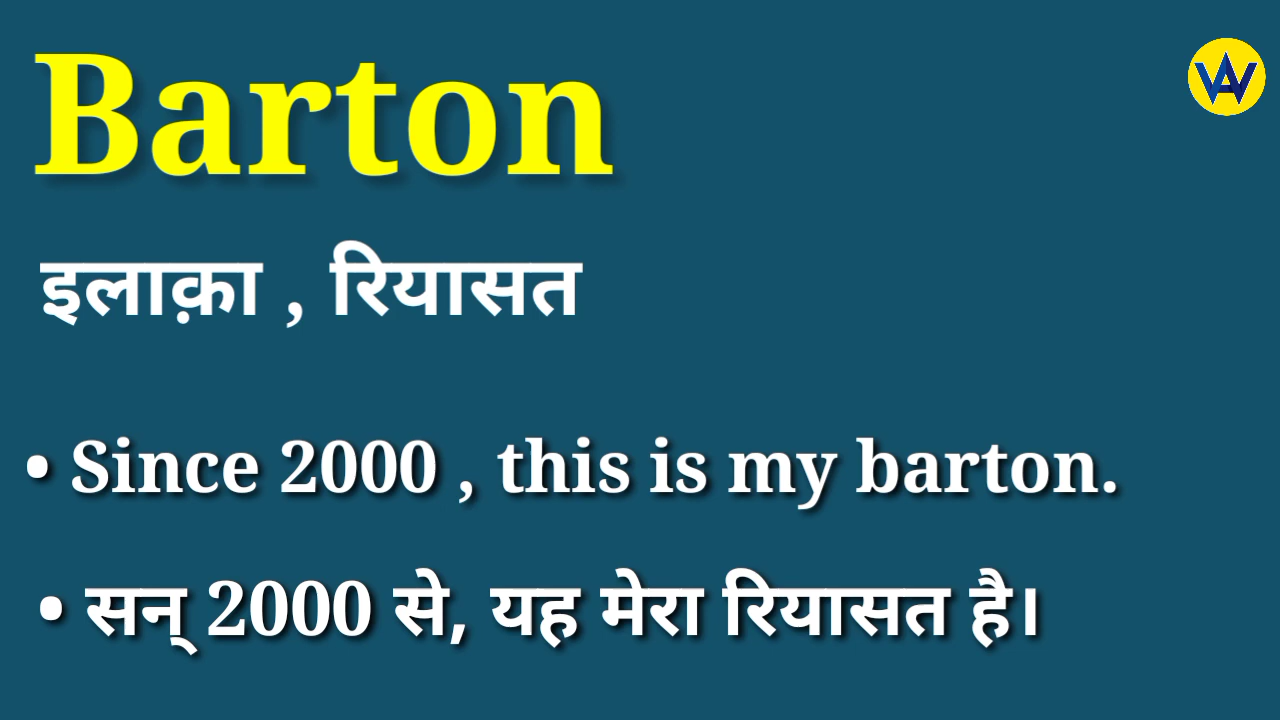 Barton
इलाक़ा , रियासत
• Since 2000 , this is my barton.
• सन् 2000 से, यह मेरा रियासत है।